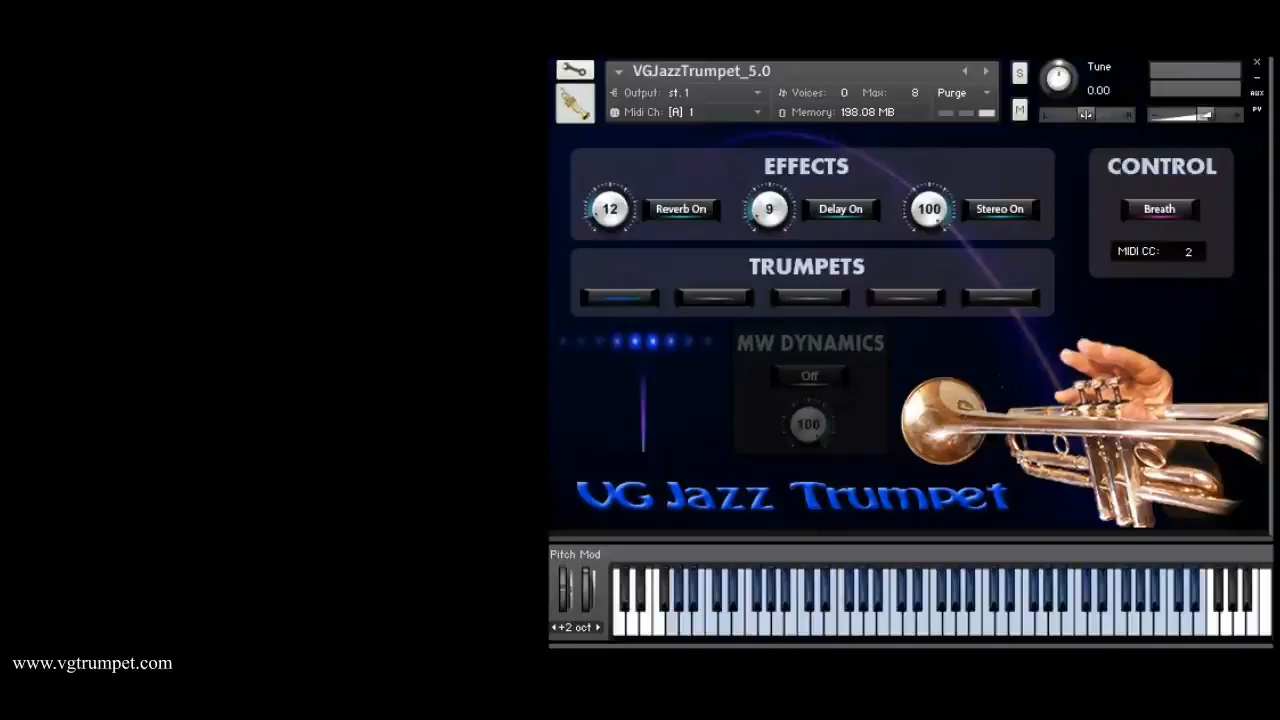 VGJazzTrumpet_5.0
S
Tune
Output: st.1
Voices: 0 Max: 8
Purge
0.00
AUX
Midi Ch: [A] 1
Memory: 198.08 MB
M
L R
PV
EFFECTS
CONTROL
12
Reverb On
9
Delay On
100
Stereo On
Breath
MIDI CC: 2
TRUMPETS
MW DYNAMICS
Off
100
VG Jazz Trumpet
Pitch Mod
+2 oct
www.vgtrumpet.com